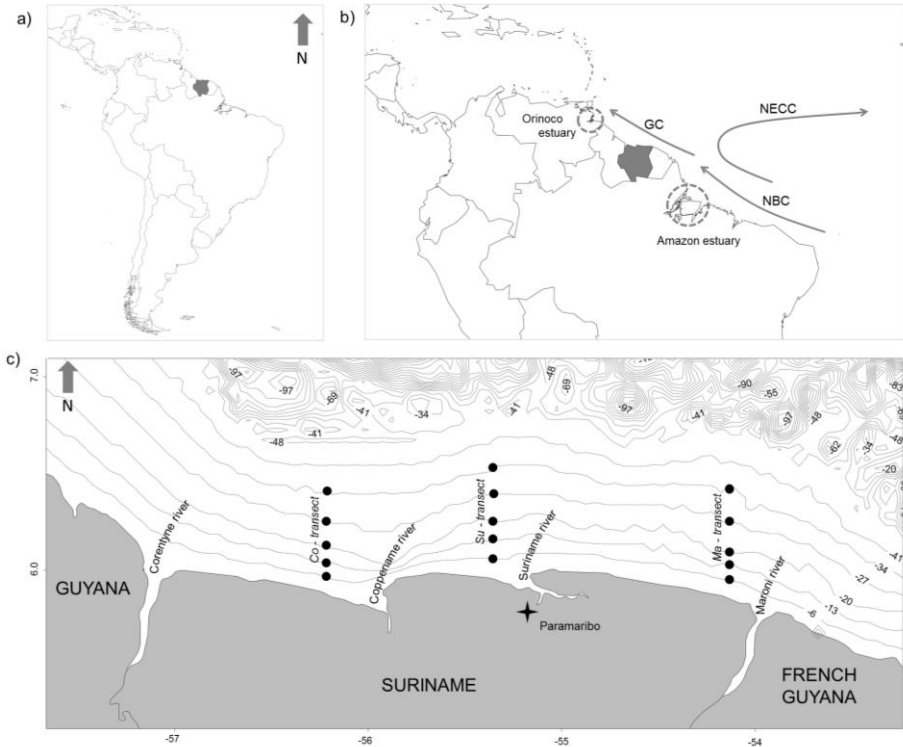 a)
N
b)
Orinoco
estuary
GC
NECC
NBC
Amazon estuary
c)
7.0
N
6.0
-97
-97
-69
-41
-34
-48
-41
-48
-69
-41
-97
-90
-55
-41
-97
-48
-83
-62
-34
-48
-20
Corentyne river
Co - transect
Coppename river
Su - transect
Suriname river
Ma - transect
Maroni river
-41
-34
-27
-20
-13
-6
GUYANA
Paramaribo
SURINAME
FRENCH
GUYANA
-57
-56
-55
-54